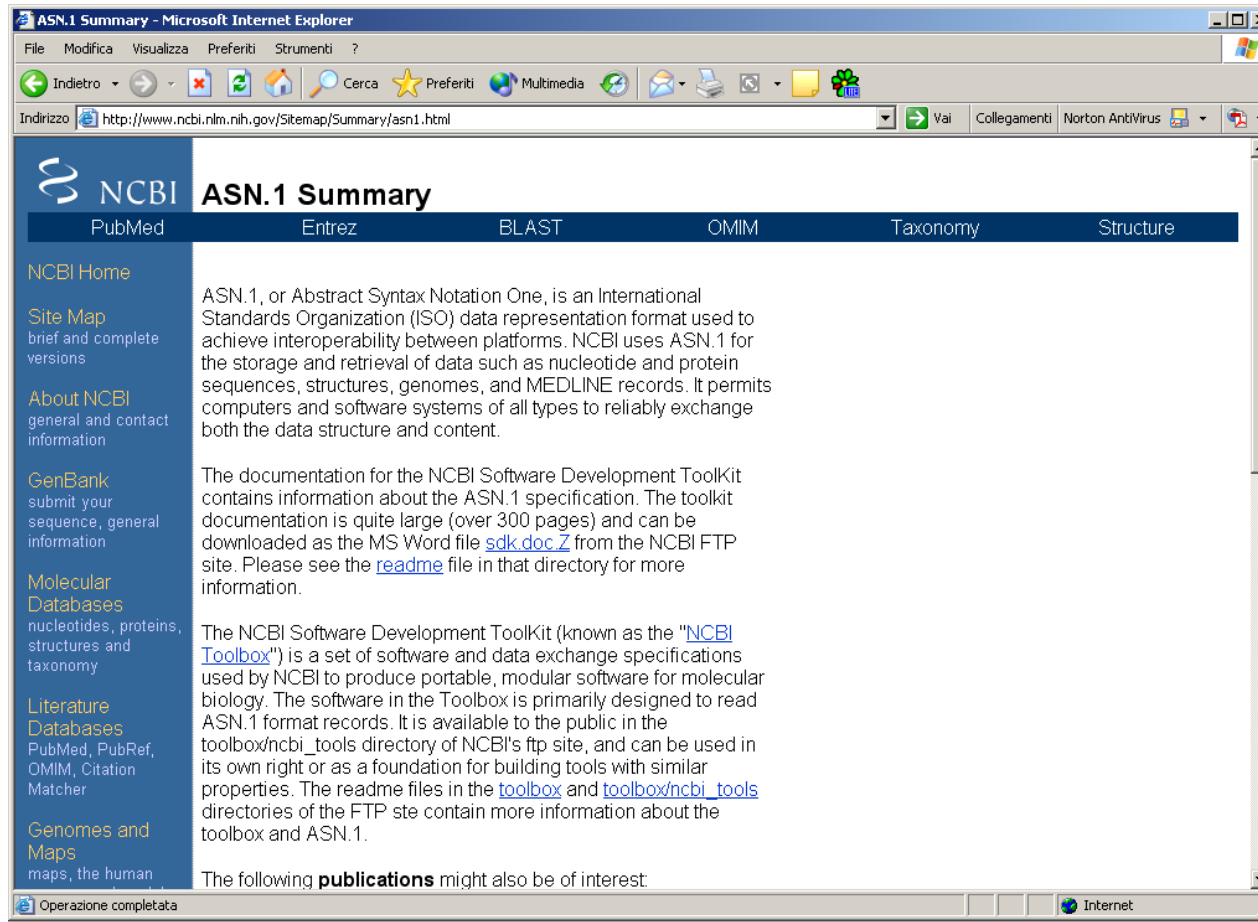 ASN.1 Summary - Microsoft Internet Explorer
File Modifica Visualizza Preferiti Strumenti ?
Indietro Cerca Preferiti Multimedia LITE
Indirizzo http://www.ncbi.nlm.nih.gov/Sitemap/Summary/asn1.html Vai Collegamenti Norton AntiVirus
NCBI ASN.1 Summary
PubMed Entrez BLAST OMIM Taxonomy Structure
NCBI Home
Site Map
brief and complete
versions
About NCBI
general and contact
information
GenBank
submit your
sequence, general
information
Molecular
Databases
nucleotides, proteins,
structures and
taxonomy
Literature
Databases
PubMed, PubRef,
OMIM, Citation
Matcher
Genomes and
Maps
maps, the human
ASN.1, or Abstract Syntax Notation One, is an International
Standards Organization (ISO) data representation format used to
achieve interoperability between platforms. NCBI uses ASN.1 for
the storage and retrieval of data such as nucleotide and protein
sequences, structures, genomes, and MEDLINE records. It permits
computers and software systems of all types to reliably exchange
both the data structure and content.
The documentation for the NCBI Software Development ToolKit
contains information about the ASN.1 specification. The toolkit
documentation is quite large (over 300 pages) and can be
downloaded as the MS Word file sdk.doc.Z from the NCBI FTP
site. Please see the readme file in that directory for more
information.
The NCBI Software Development ToolKit (known as the "NCBI
Toolbox") is a set of software and data exchange specifications
used by NCBI to produce portable, modular software for molecular
biology. The software in the Toolbox is primarily designed to read
ASN.1 format records. It is available to the public in the
toolbox/ncbi_tools directory of NCBI's ftp site, and can be used in
its own right or as a foundation for building tools with similar
properties. The readme files in the toolbox and toolbox/ncbi_tools
directories of the FTP ste contain more information about the
toolbox and ASN.1.
The following publications might also be of interest:
Operazione completata Internet